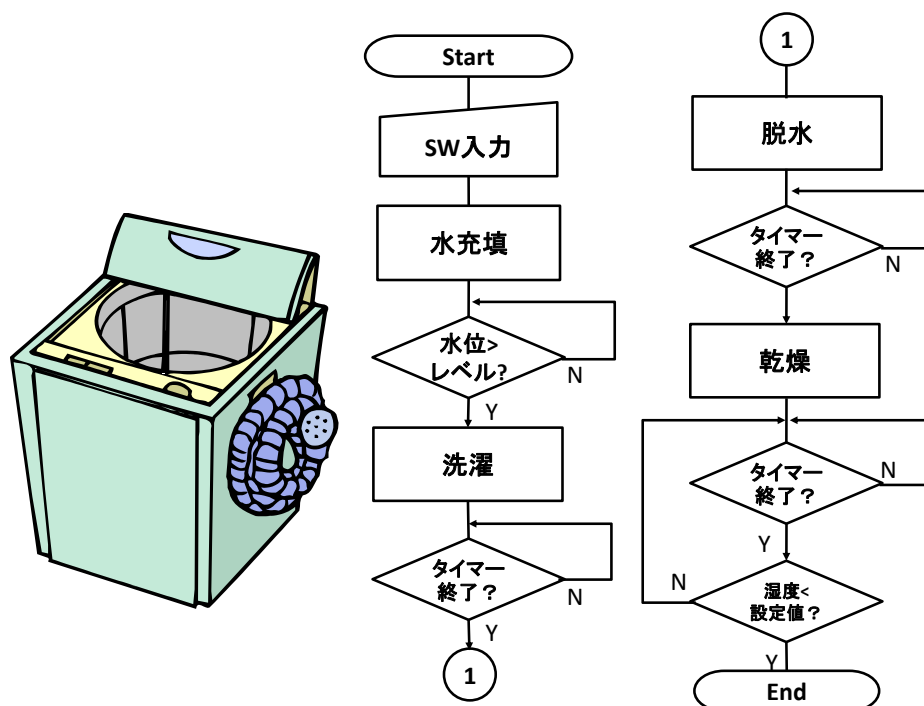 Start
SW入力
水充填
水位>
レベル?
N
Y
洗濯
タイマー
終了？
N
Y
1
1
脱水
タイマー
終了？
N
乾燥
タイマー
終了？
N
Y
湿度<
設定値？
N
Y
End